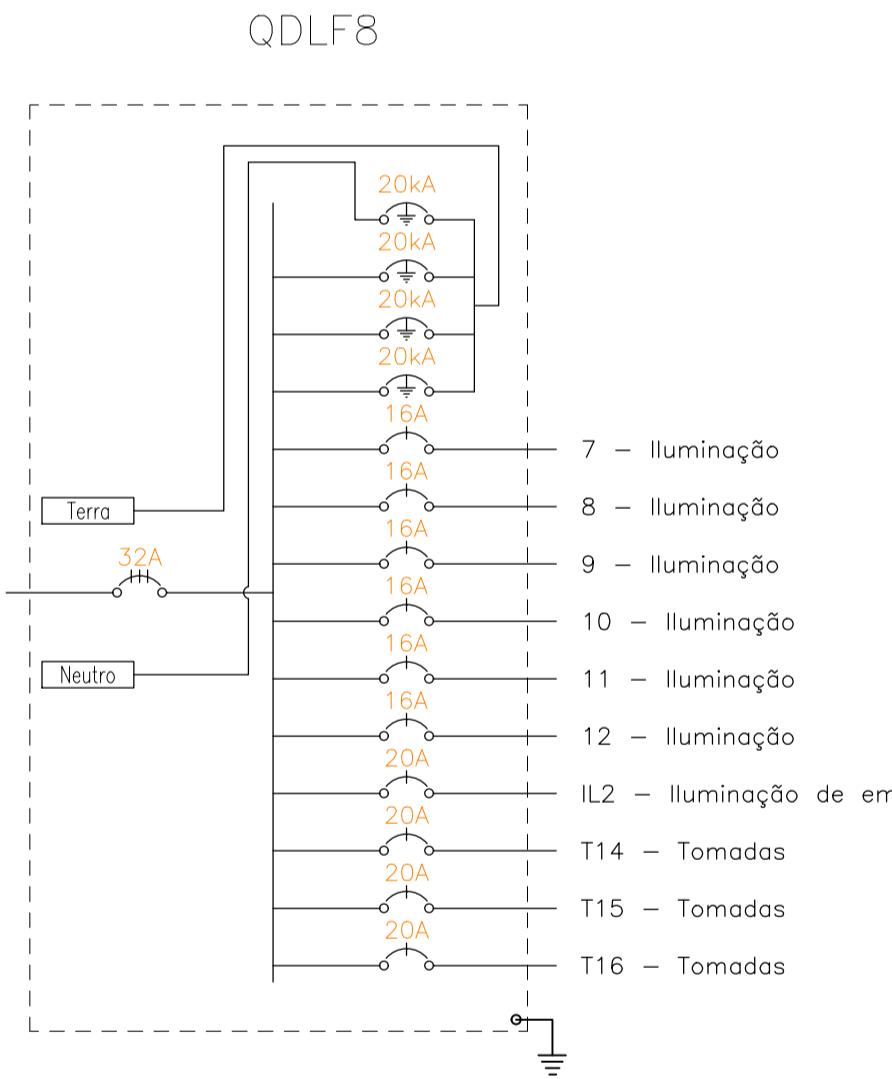 QDLF8
20kA
20kA
20kA
20kA
16A
7 – Iluminação
16A
8 – Iluminação
Terra
16A
9 – Iluminação
32A
16A
10 – Iluminação
16A
11 – Iluminação
Neutro
16A
12 – Iluminação
20A
IL2 – Iluminação de
20A
T14 – Tomadas
20A
T15 – Tomadas
20A
T16 – Tomadas